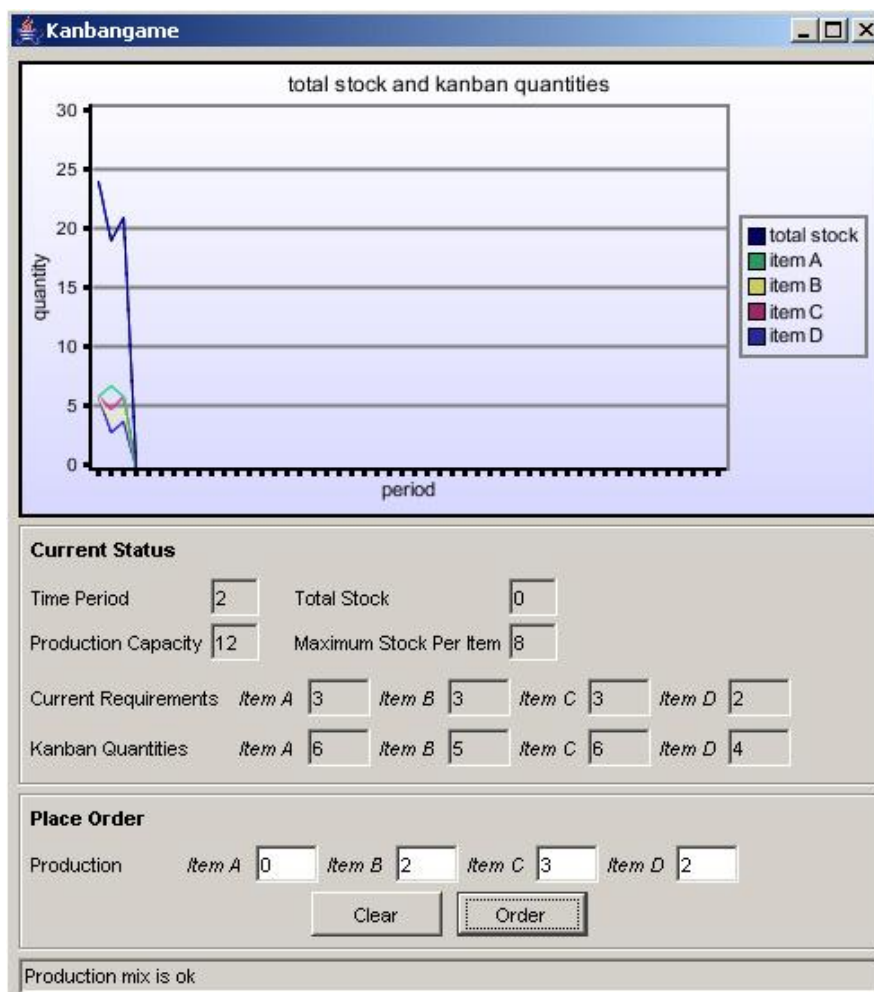 Kanbangame
total stock and kanban quantities
30
25
20
15
10
5
0
quantity
period
total stock
item A
item B
item C
item D
Current Status
Time Period 2 Total Stock 0
Production Capacity 12 Maximum Stock Per Item 8
Current Requirements Item A 3 Item B 3 Item C 3 Item D 2
Kanban Quantities Item A 6 Item B 5 Item C 6 Item D 4
Place Order
Production Item A 0 Item B 2 Item C 3 Item D 2
Clear Order
Production mix is ok